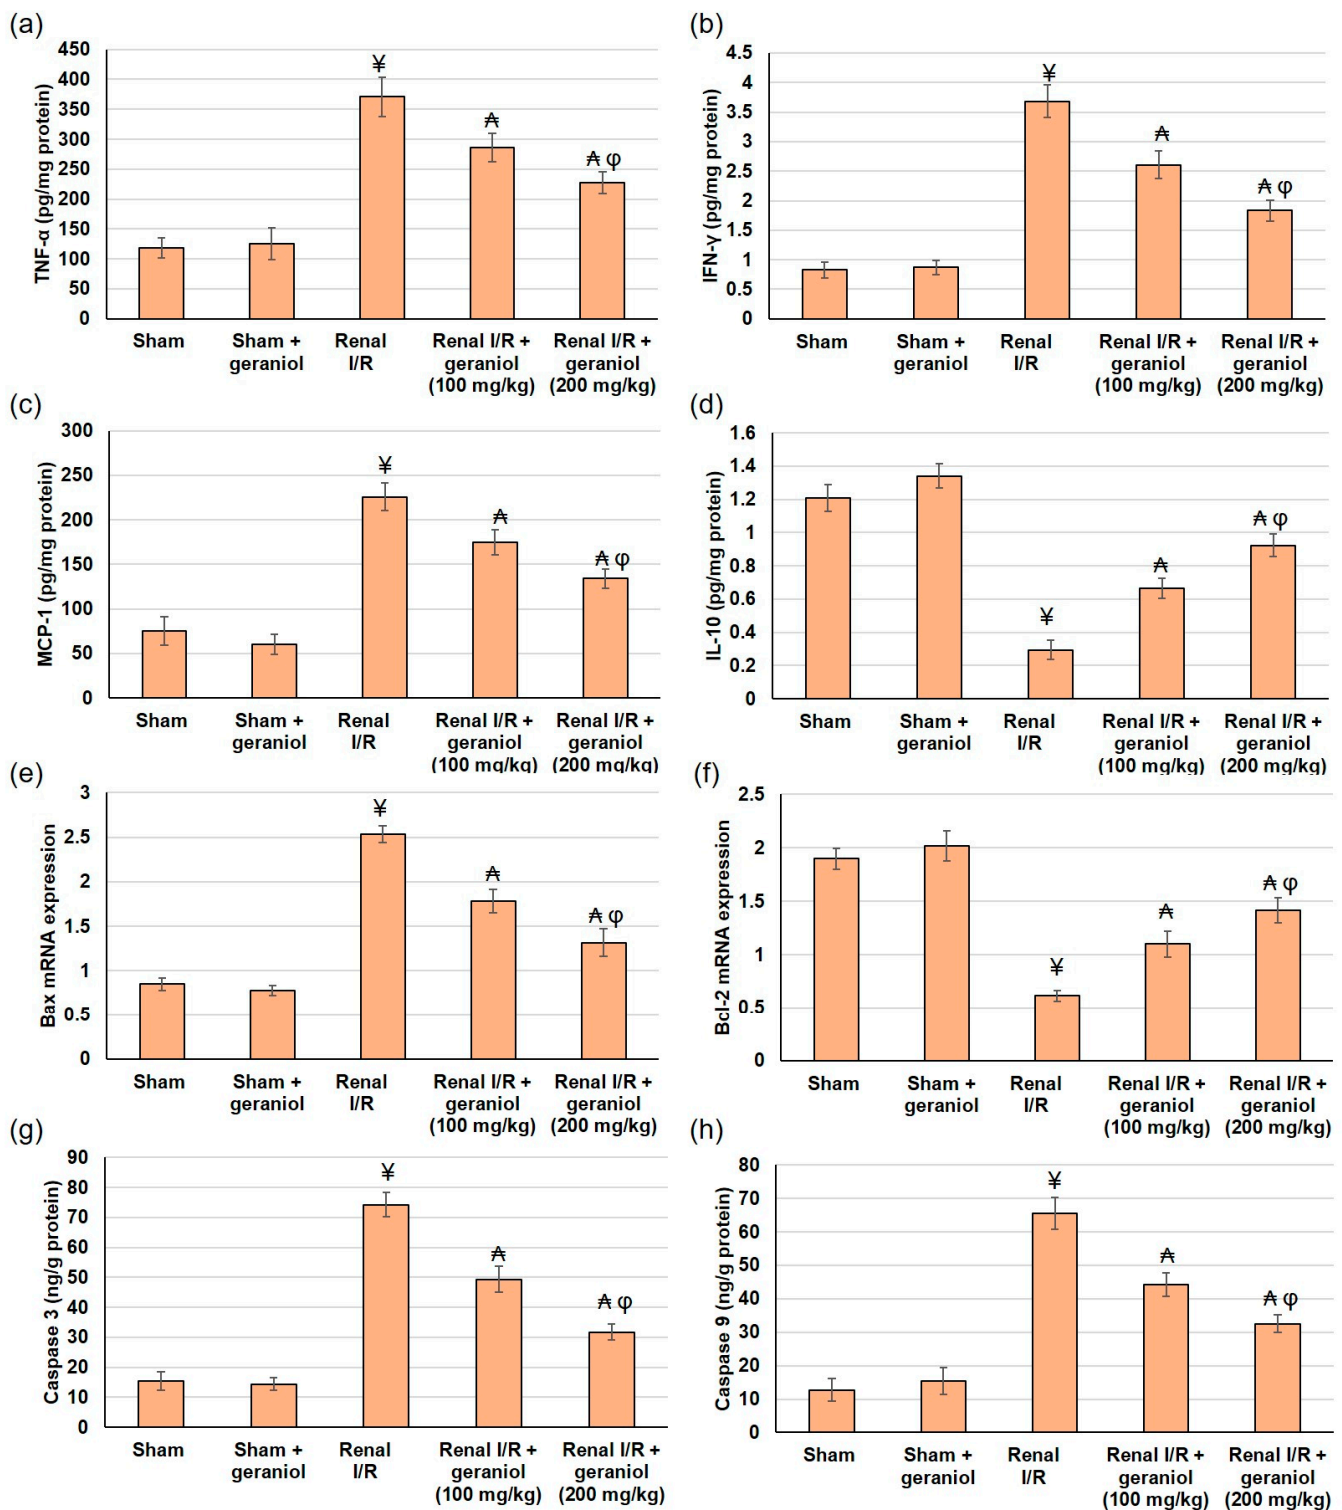 (a)
TNF-α (pg/mg protein)
450
400
350
300
250
200
150
100
50
0
¥
₳
₳ φ
Sham
Sham +
geraniol
Renal
I/R
Renal I/R +
geraniol
(100 mg/kg)
Renal I/R +
geraniol
(200 mg/kg)
(b)
IFN-γ (pg/mg protein)
4.5
4
3.5
3
2.5
2
1.5
1
0.5
0
¥
₳
₳ φ
Sham
Sham +
geraniol
Renal
I/R
Renal I/R +
geraniol
(100 mg/kg)
Renal I/R +
geraniol
(200 mg/kg)
(c)
MCP-1 (pg/mg protein)
300
250
200
150
100
50
0
¥
₳
₳ φ
Sham
Sham +
geraniol
Renal
I/R
Renal I/R +
geraniol
(100 mg/kg)
Renal I/R +
geraniol
(200 mg/kg)
(d)
IL-10 (pg/mg protein)
1.6
1.4
1.2
1
0.8
0.6
0.4
0.2
0
¥
₳
₳ φ
Sham
Sham +
geraniol
Renal
I/R
Renal I/R +
geraniol
(100 mg/kg)
Renal I/R +
geraniol
(200 mg/kg)
(e)
Bax mRNA expression
3
2.5
2
1.5
1
0.5
0
¥
₳
₳ φ
Sham
Sham +
geraniol
Renal
I/R
Renal I/R +
geraniol
(100 mg/kg)
Renal I/R +
geraniol
(200 mg/kg)
(f)
Bcl-2 mRNA expression
2.5
2
1.5
1
0.5
0
¥
₳
₳ φ
Sham
Sham +
geraniol
Renal
I/R
Renal I/R +
geraniol
(100 mg/kg)
Renal I/R +
geraniol
(200 mg/kg)
(g)
Caspase 3 (ng/g protein)
90
80
70
60
50
40
30
20
10
0
¥
₳
₳ φ
Sham
Sham +
geraniol
Renal
I/R
Renal I/R +
geraniol
(100 mg/kg)
Renal I/R +
geraniol
(200 mg/kg)
(h)
Caspase 9 (ng/g protein)
80
70
60
50
40
30
20
10
0
¥
₳
₳ φ
Sham
Sham +
geraniol
Renal
I/R
Renal I/R +
geraniol
(100 mg/kg)
Renal I/R +
geraniol
(200 mg/kg)